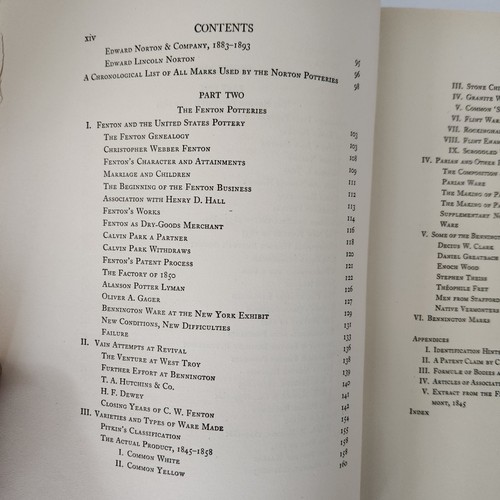 xiv CONTENTS
Edward Norton & Company, 1883–1893 95
Edward Lincoln Norton 96
A Chronological List of All Marks Used by the Norton Potteries 98
PART TWO
The Fenton Potteries
I. Fenton and the United States Pottery 103
The Fenton Genealogy 103
Christopher Webber Fenton 108
Fenton's Character and Attainments 109
Marriage and Children 111
The Beginning of the Fenton Business 112
Association with Henry D. Hall 113
Fenton's Works 114
Fenton as Dry-Goods Merchant 116
Calvin Park a Partner 118
Calvin Park Withdraws 120
Fenton's Patent Process 121
The Factory of 1850 122
Alanson Potter Lyman 126
Oliver A. Gager 127
Bennington Ware at the New York Exhibit 129
New Conditions, New Difficulties 131
Failure 133
II. Vain Attempts at Revival 136
The Venture at West Troy 138
Further Effort at Bennington 139
T. A. Hutchins & Co. 140
H. F. Dewey 141
Closing Years of C. W. Fenton 142
III. Varieties and Types of Ware Made 154
Pitkin's Classification 155
The Actual Product, 1845–1858 158
I. Common White 158
II. Common Yellow 160
III. Stone Chi
IV. Granite W
V. Common 'S
VI. Flint War
VII. Rockingha
VIII. Flint Enam
IX. Scroddled
IV. Parian and Other
The Composition
Parian Ware
The Making of Pa
The Making of Pa
Supplementary N
Ware
V. Some of the Bennington
Decius W. Clark
Daniel Greatbach
Enoch Wood
Stephen Theiss
Théophile Fret
Men from Stafford
Native Vermonters
VI. Bennington Marks
Appendices
I. Identification Hints
II. A Patent Claim by C
III. Formulæ of Bodies a
IV. Articles of Associat
V. Extract from the F
mont, 1845
Index